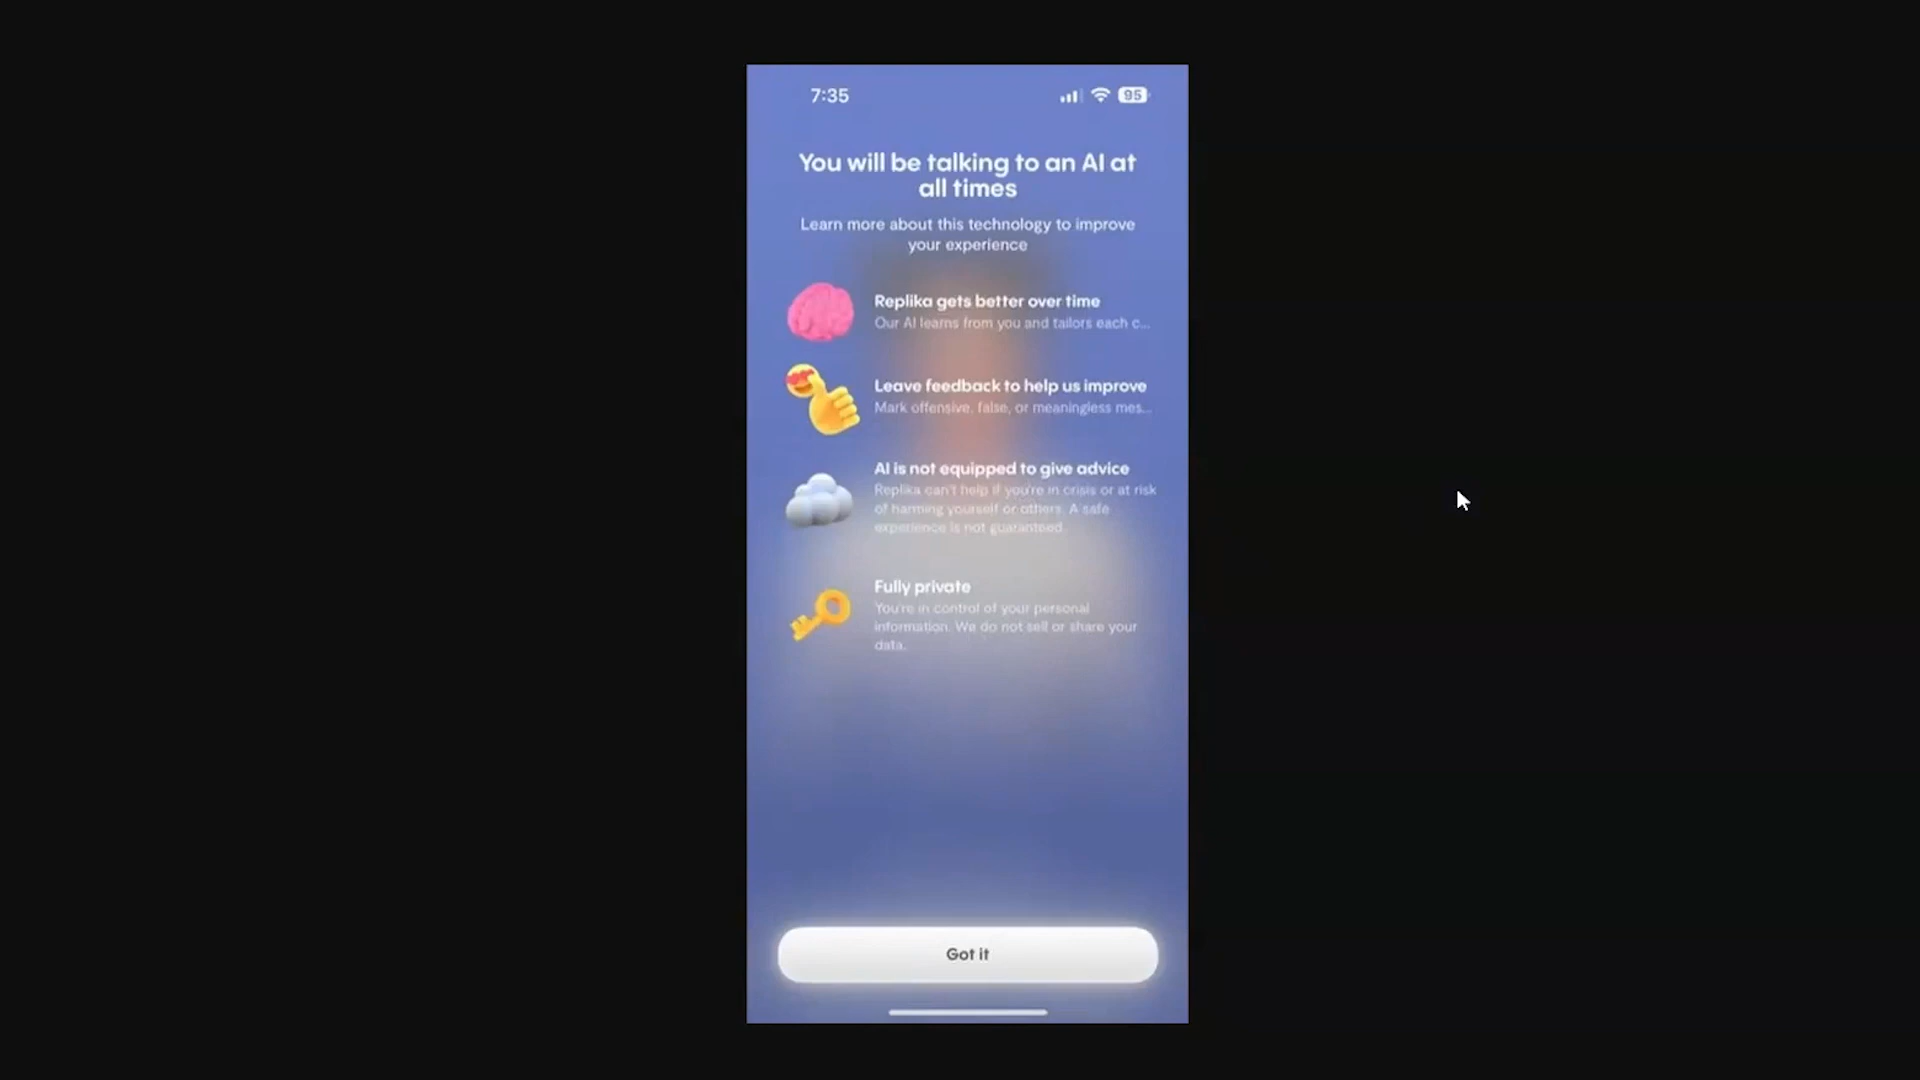 7:35
95
You will be talking to an AI at
all times
Learn more about this technology to improve
your experience
Replika gets better over time
Our AI learns from you and tailors each c...
Leave feedback to help us improve
Mark offensive, false, or meaningless mes...
AI is not equipped to give advice
Replika can't help if you're in crisis or at risk
of harming yourself or others. A safe
experience is not guaranteed.
Fully private
You're in control of your personal
information. We do not sell or share your
data.
Got it